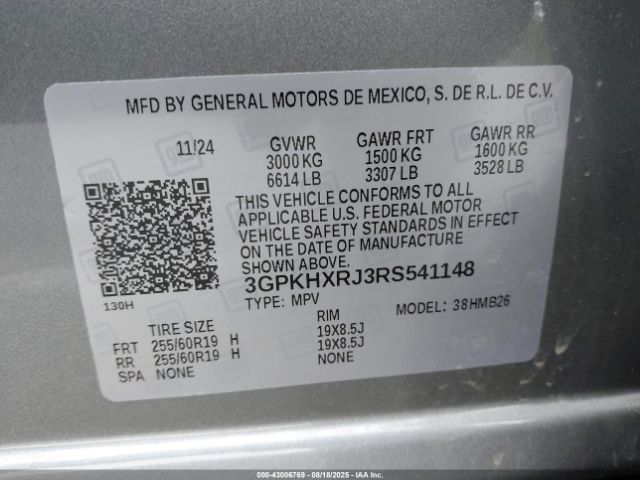 MFD BY GENERAL MOTORS DE MEXICO, S. DE R.L. DE C.V.
11/24 GVWR GAWR FRT GAWR RR
3000 KG 1500 KG 1600 KG
6614 LB 3307 LB 3528 LB
THIS VEHICLE CONFORMS TO ALL
APPLICABLE U.S. FEDERAL MOTOR
VEHICLE SAFETY STANDARDS IN EFFECT
ON THE DATE OF MANUFACTURE
SHOWN ABOVE.
3GPKHXRJ3RS541148
130H TYPE: MPV MODEL: 38HMB26
TIRE SIZE RIM
FRT 255/60R19 H 19X8.5J
RR 255/60R19 H 19X8.5J
SPA NONE NONE
000-43006769 - 08/18/2025 - IAAI.COM